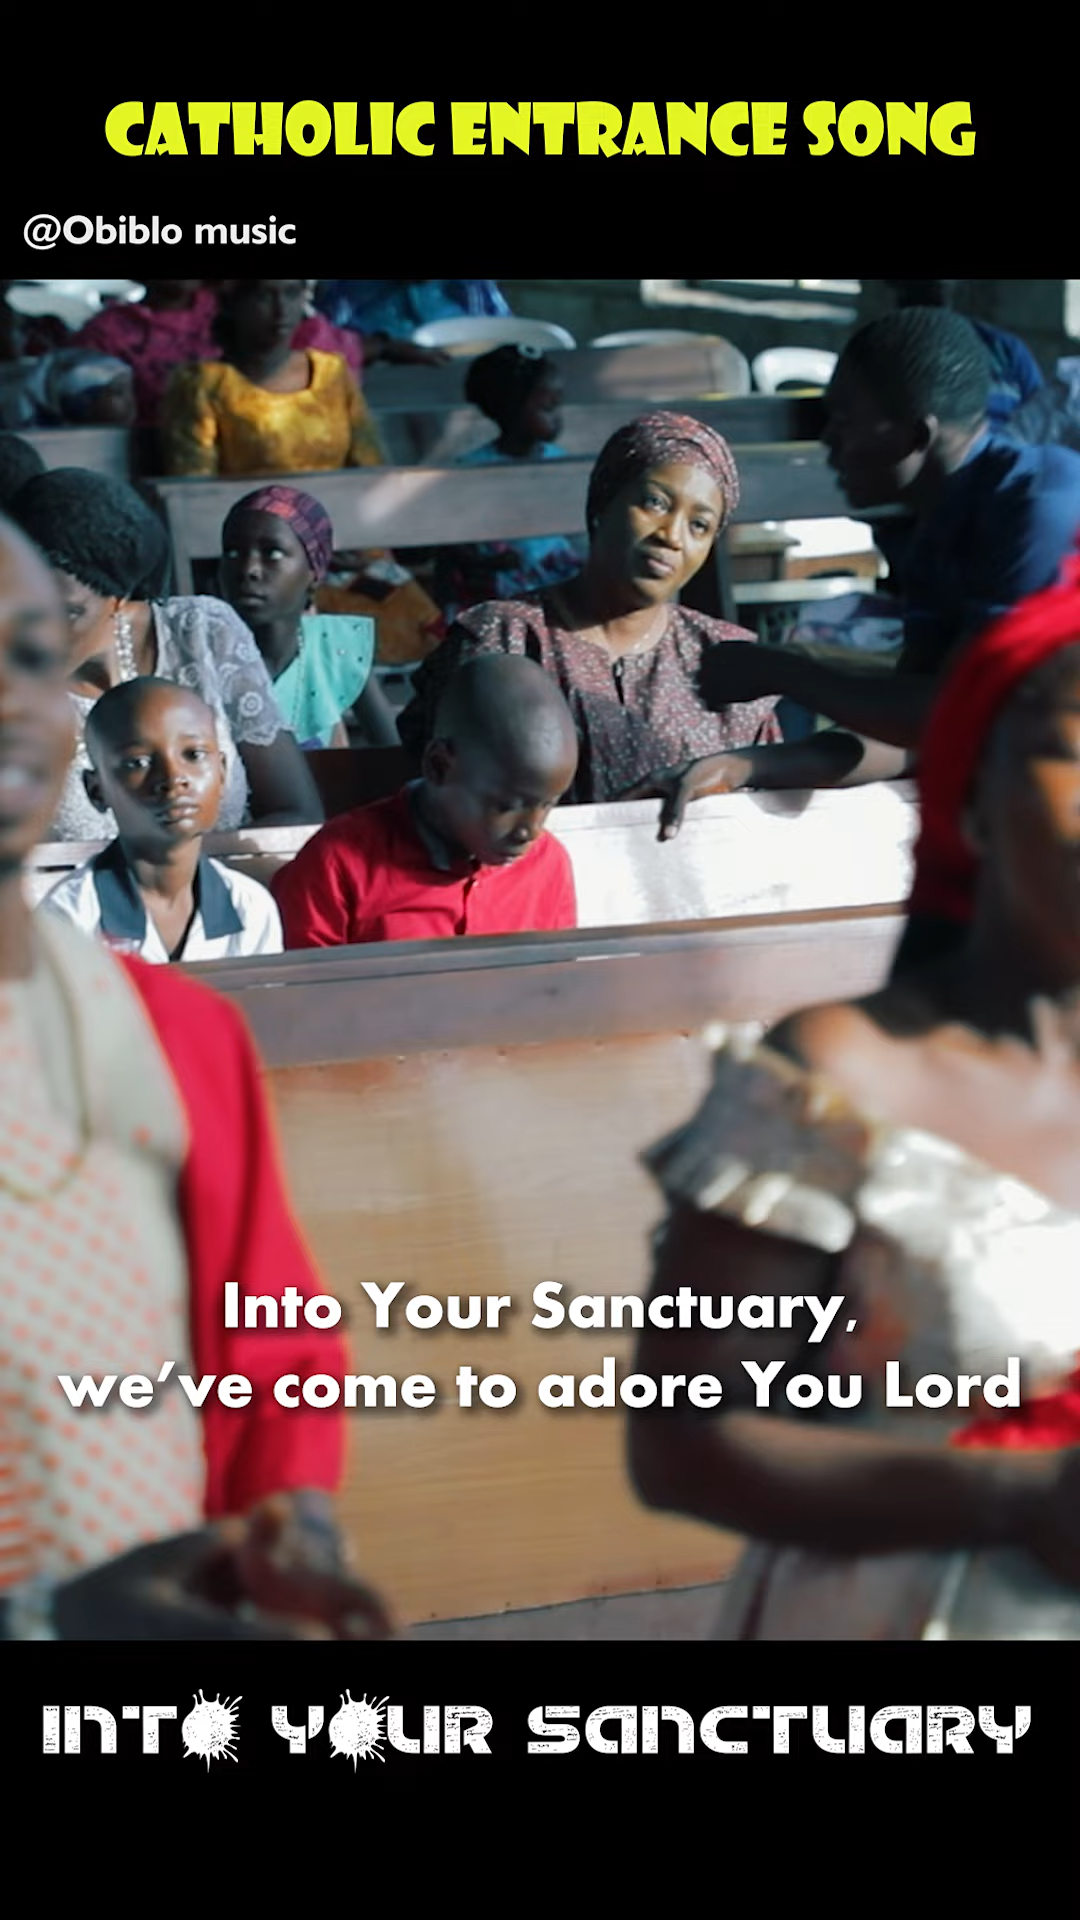 CATHOLIC ENTRANCE SONG
@Obiblo music
Into Your Sanctuary,
we've come to adore You Lord
INTO YOUR SANCTUARY